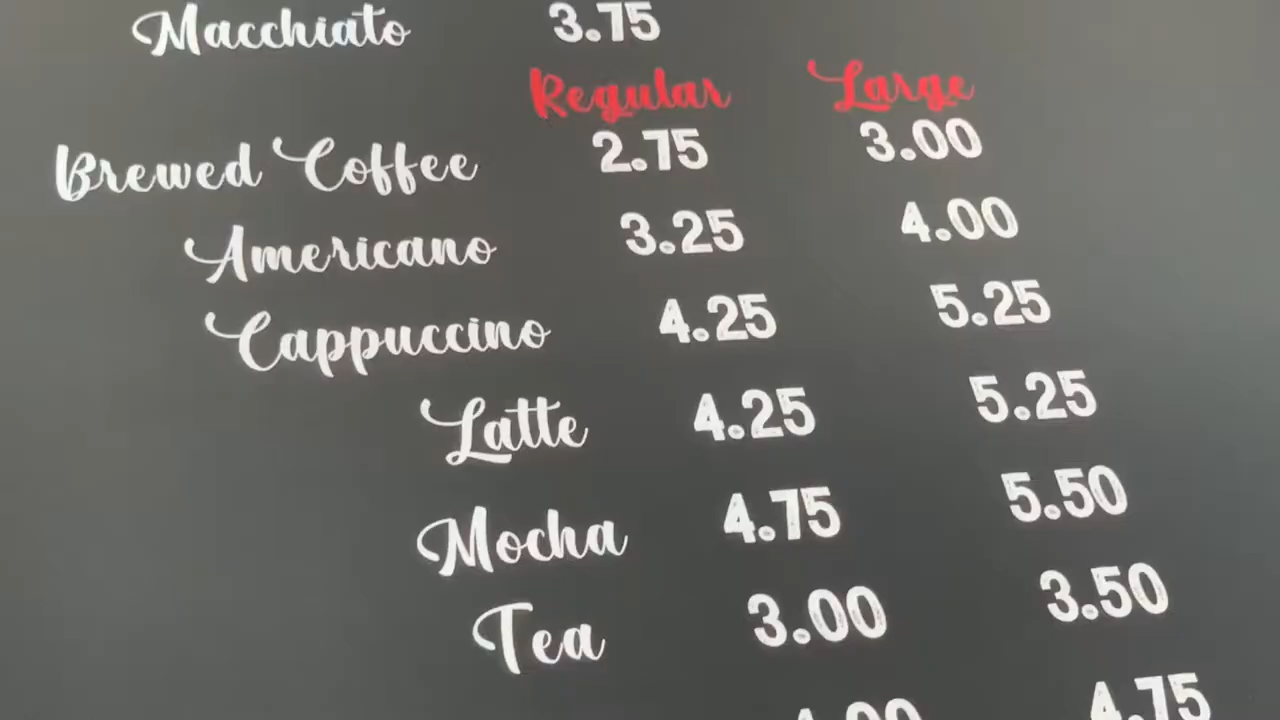 Macchiato 3.75
Regular Large
Brewed Coffee 2.75 3.00
Americano 3.25 4.00
Cappuccino 4.25 5.25
Latte 4.25 5.25
Mocha 4.75 5.50
Tea 3.00 3.50
4.00 4.75